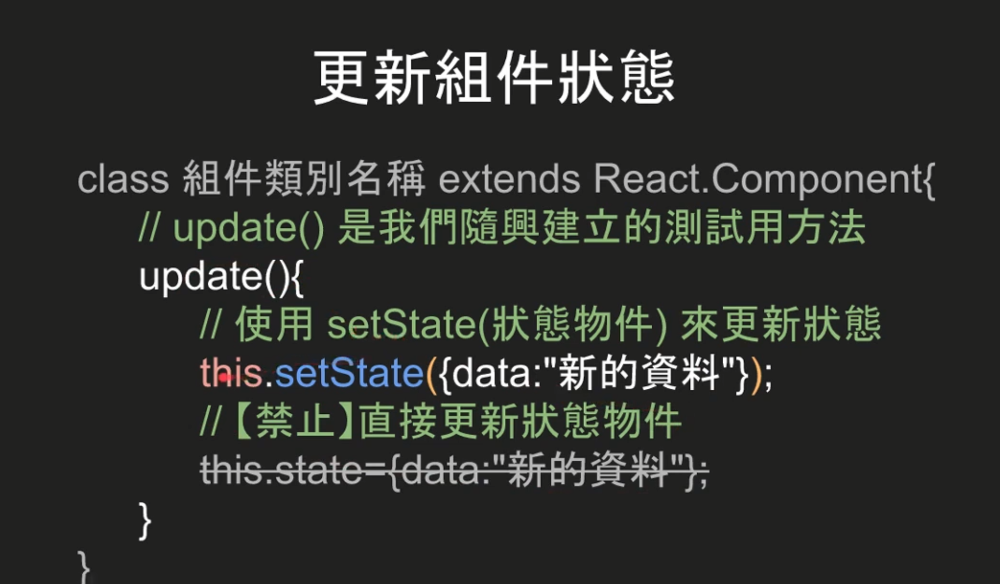 更新組件狀態
class 組件類別名稱 extends React.Component{
// update() 是我們隨興建立的測試用方法
update(){
// 使用 setState(狀態物件) 來更新狀態
this.setState({data:"新的資料"});
//【禁止】直接更新狀態物件
this.state={data:"新的資料"};
}
}